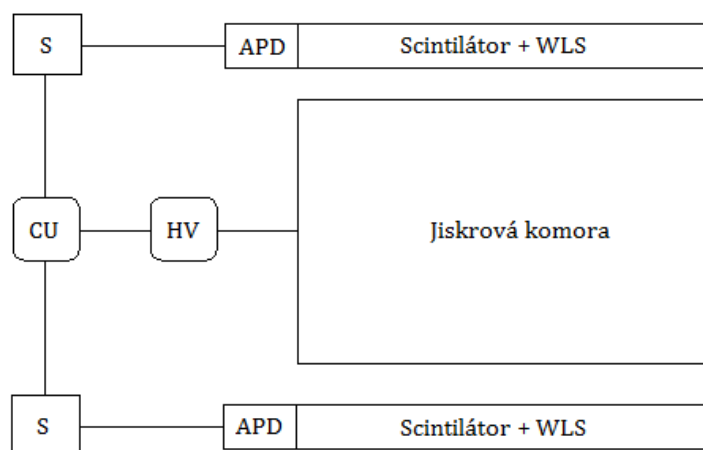 S
APD
Scintilátor + WLS
CU
HV
Jiskrová komora
S
APD
Scintilátor + WLS